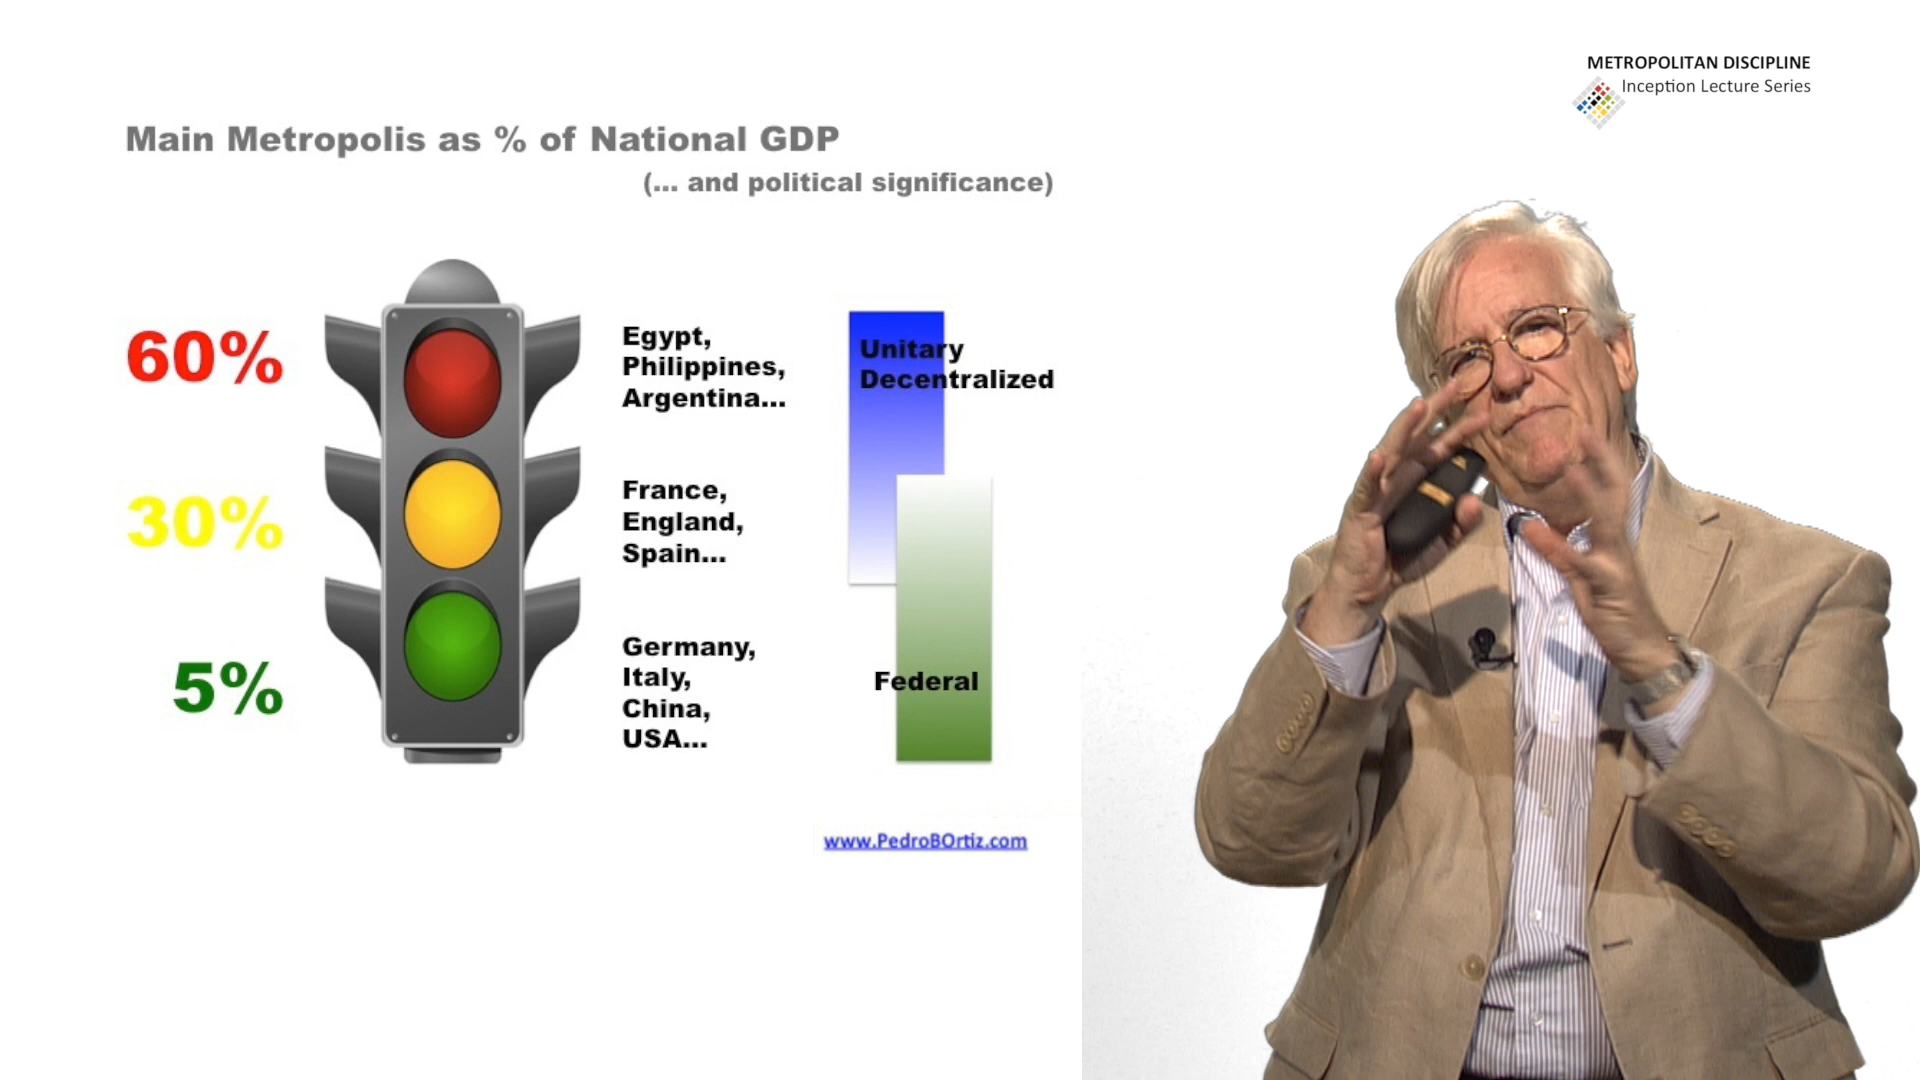 METROPOLITAN DISCIPLINE
Inception Lecture Series
Main Metropolis as % of National GDP
(... and political significance)
60%
Egypt,
Philippines,
Argentina...
Unitary
Decentralized
30%
France,
England,
Spain...
5%
Germany,
Italy,
China,
USA...
Federal
www.PedroBOrtiz.com